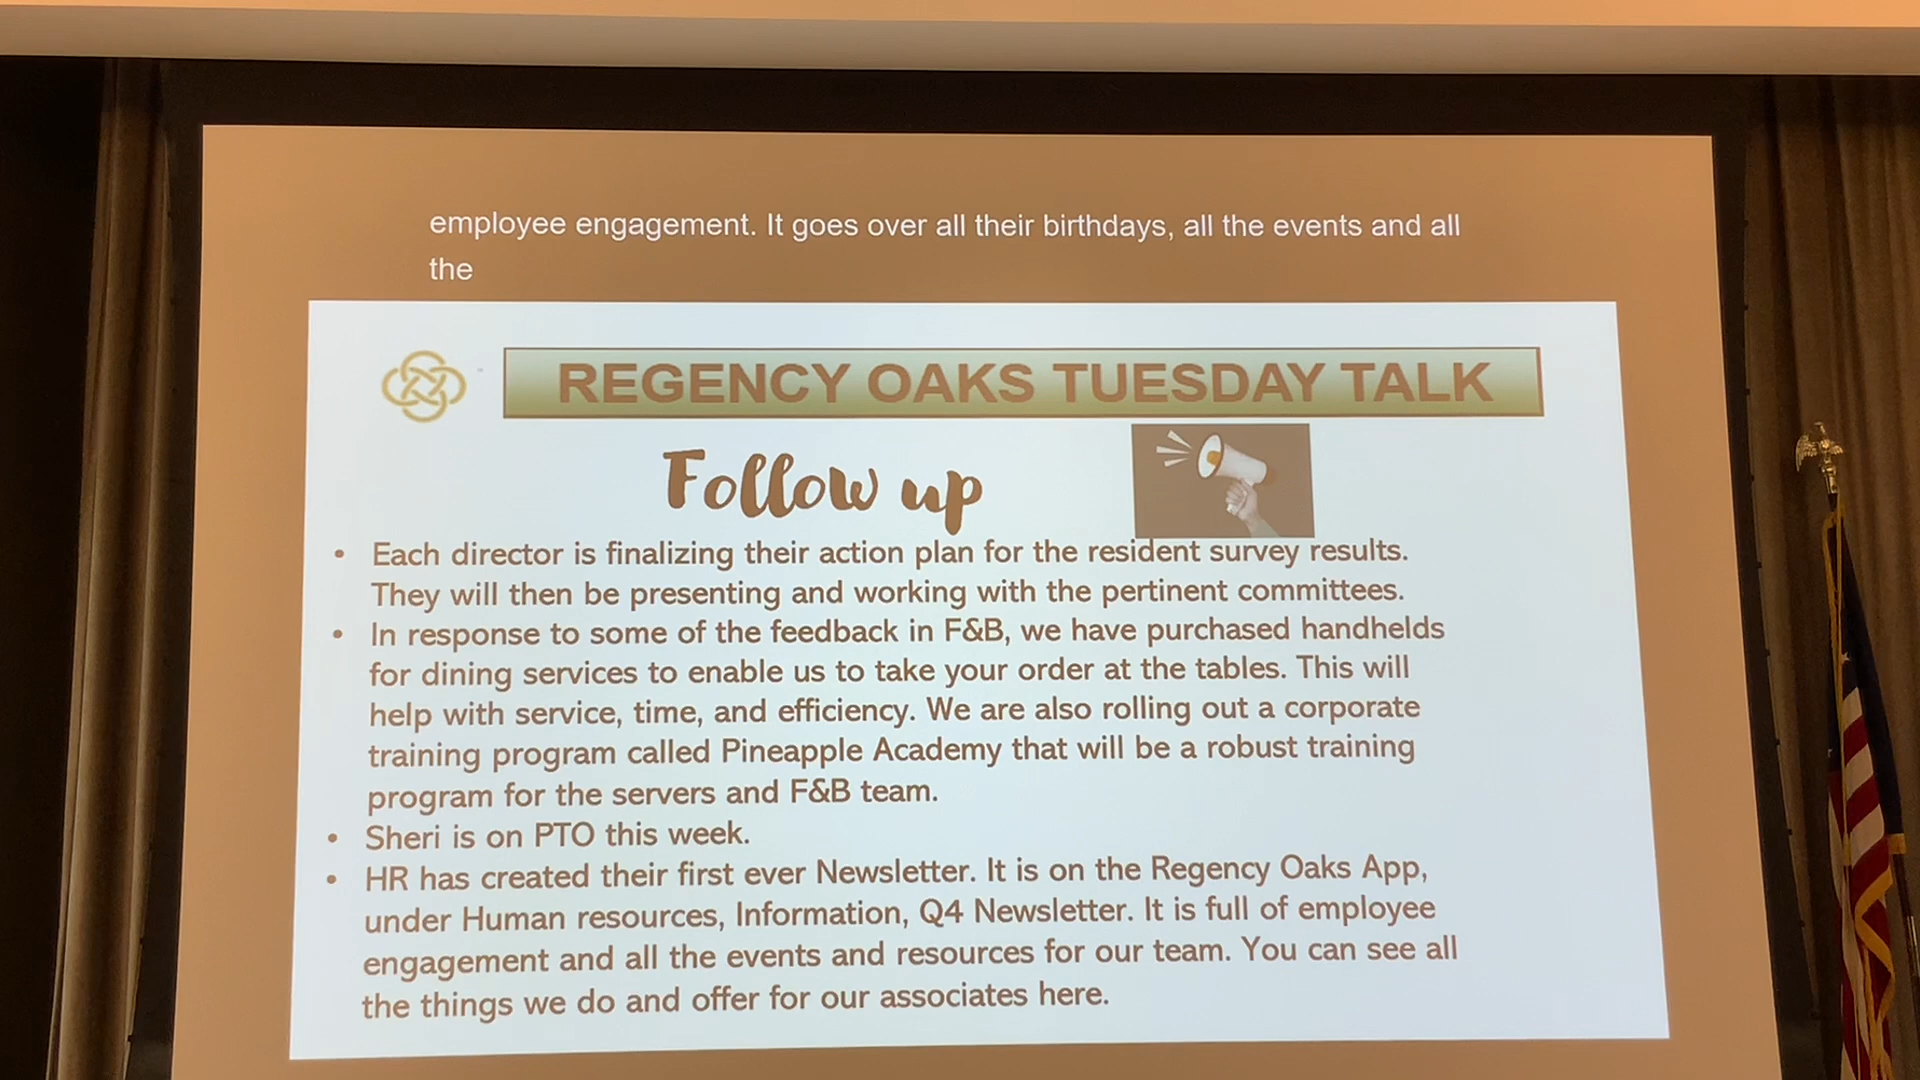 employee engagement. It goes over all their birthdays, all the events and all
the
REGENCY OAKS TUESDAY TALK
Follow up
• Each director is finalizing their action plan for the resident survey results.
They will then be presenting and working with the pertinent committees.
• In response to some of the feedback in F&B, we have purchased handhelds
for dining services to enable us to take your order at the tables. This will
help with service, time, and efficiency. We are also rolling out a corporate
training program called Pineapple Academy that will be a robust training
program for the servers and F&B team.
• Sheri is on PTO this week.
• HR has created their first ever Newsletter. It is on the Regency Oaks App,
under Human resources, Information, Q4 Newsletter. It is full of employee
engagement and all the events and resources for our team. You can see all
the things we do and offer for our associates here.